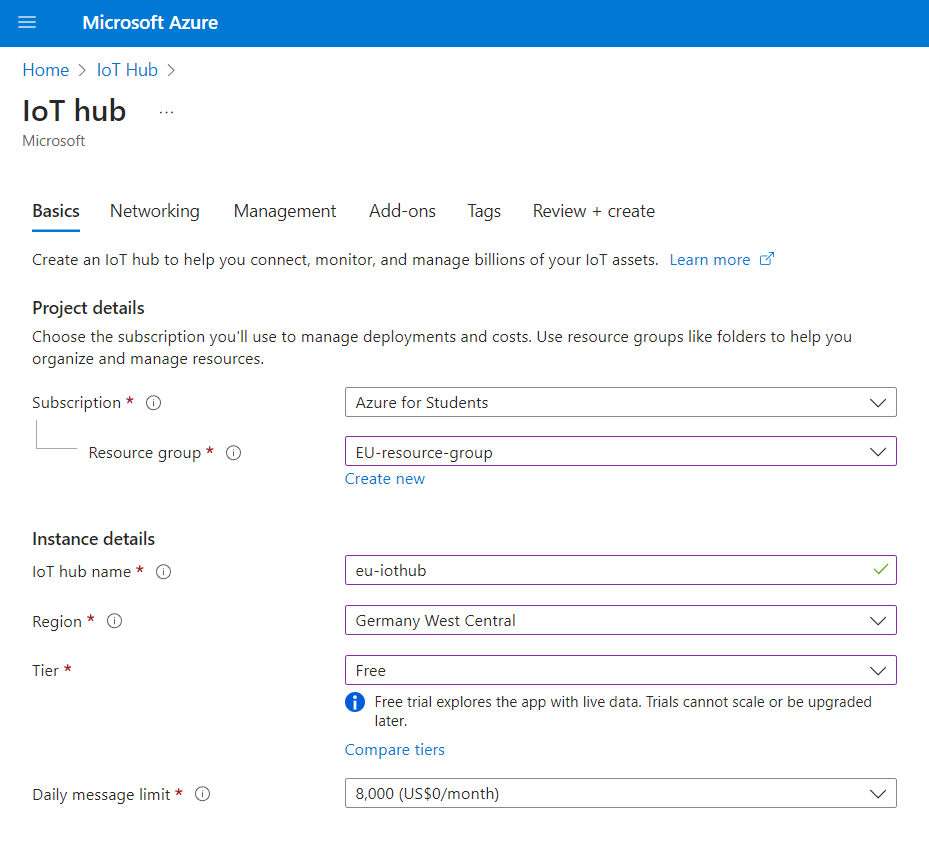 Microsoft Azure
Home > IoT Hub >
IoT hub ...
Microsoft
Basics Networking Management Add-ons Tags Review + create
Create an IoT hub to help you connect, monitor, and manage billions of your IoT assets. Learn more
Project details
Choose the subscription you'll use to manage deployments and costs. Use resource groups like folders to help you
organize and manage resources.
Subscription * Azure for Students
Resource group * EU-resource-group
Create new
Instance details
IoT hub name * eu-iothub
Region * Germany West Central
Tier * Free
Free trial explores the app with live data. Trials cannot scale or be upgraded
later.
Compare tiers
Daily message limit * 8,000 (US$0/month)